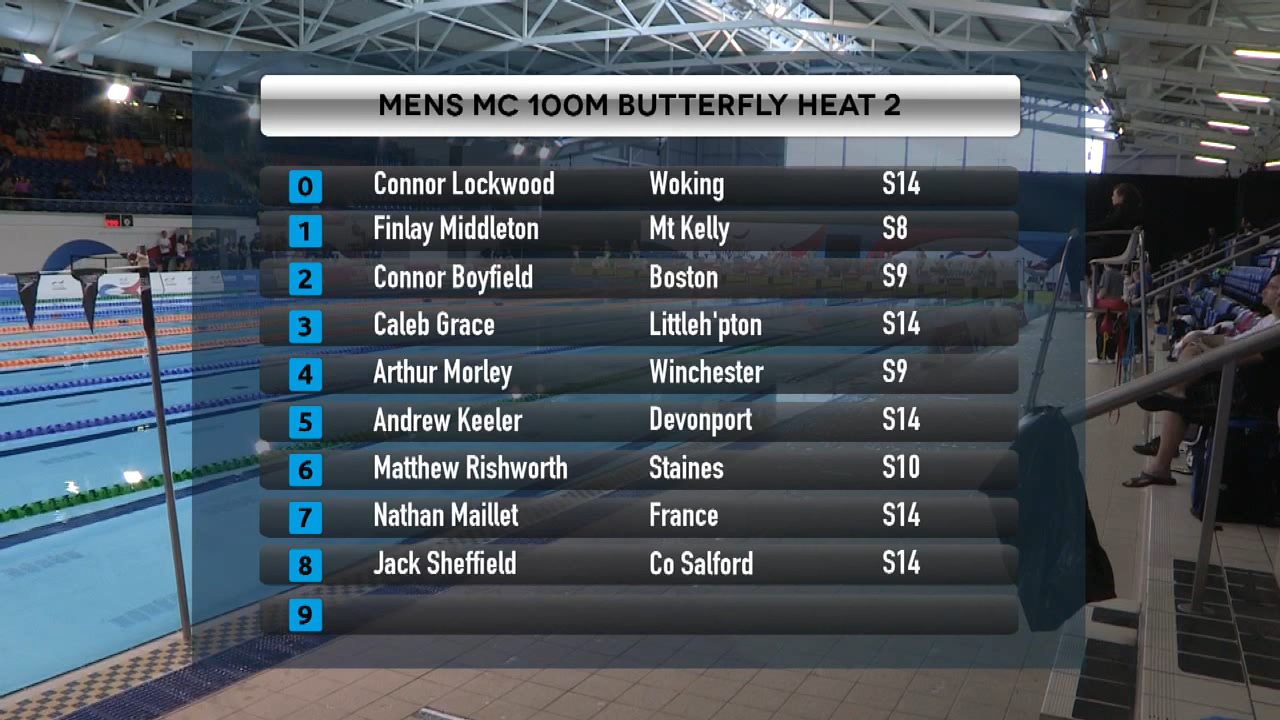 MENS MC 100M BUTTERFLY HEAT 2
0 Connor Lockwood Woking S14
1 Finlay Middleton Mt Kelly S8
2 Connor Boyfield Boston S9
3 Caleb Grace Littleh'pton S14
4 Arthur Morley Winchester S9
5 Andrew Keeler Devonport S14
6 Matthew Rishworth Staines S10
7 Nathan Maillet France S14
8 Jack Sheffield Co Salford S14
9